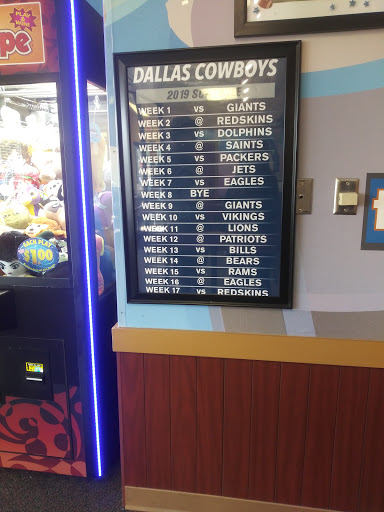 PLAY & WIN
pe
DALLAS COWBOYS
2019
WEEK 1 VS GIANTS
WEEK 2 @ REDSKINS
WEEK 3 VS DOLPHINS
WEEK 4 @ SAINTS
WEEK 5 VS PACKERS
WEEK 6 @ JETS
WEEK 7 VS EAGLES
WEEK 8 BYE
WEEK 9 @ GIANTS
WEEK 10 VS VIKINGS
WEEK 11 @ LIONS
WEEK 12 @ PATRIOTS
WEEK 13 VS BILLS
WEEK 14 @ BEARS
WEEK 15 VS RAMS
WEEK 16 @ EAGLES
WEEK 17 VS REDSKINS
EACH PLAY
$1.00